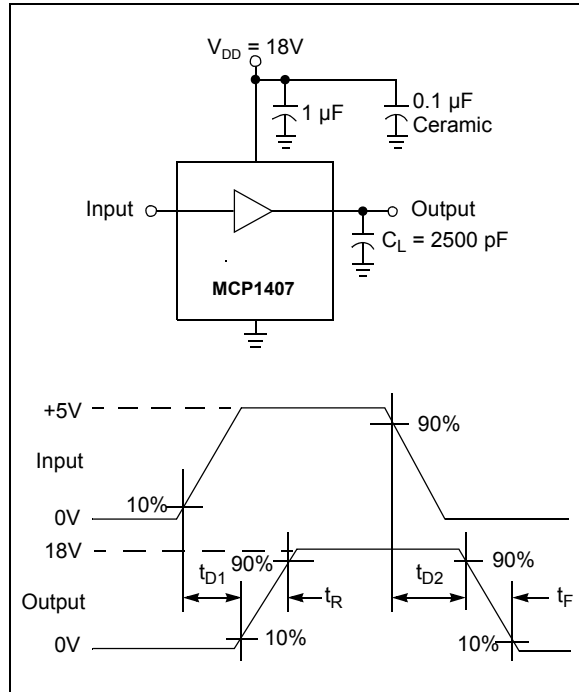 V_DD = 18V
1 µF
0.1 µF
Ceramic
Input
Output
C_L = 2500 pF
MCP1407
+5V
90%
Input
10%
0V
18V
90%
t_D1
t_R
t_D2
90%
t_F
Output
10%
10%
0V